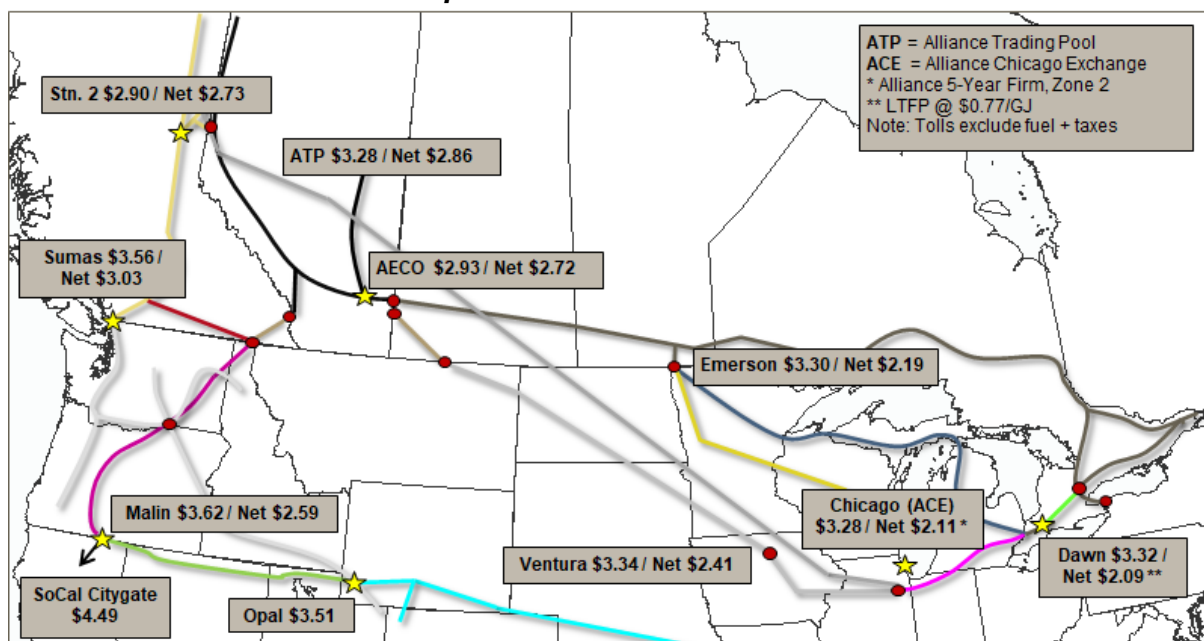 ATP = Alliance Trading Pool
ACE = Alliance Chicago Exchange
* Alliance 5-Year Firm, Zone 2
** LTFP @ $0.77/GJ
Note: Tolls exclude fuel + taxes
Stn. 2 $2.90 / Net $2.73
ATP $3.28 / Net $2.86
Sumas $3.56 /
Net $3.03
AECO $2.93 / Net $2.72
Emerson $3.30 / Net $2.19
Malin $3.62 / Net $2.59
Chicago (ACE)
$3.28 / Net $2.11 *
Ventura $3.34 / Net $2.41
Dawn $3.32 /
Net $2.09 **
SoCal Citygate
$4.49
Opal $3.51